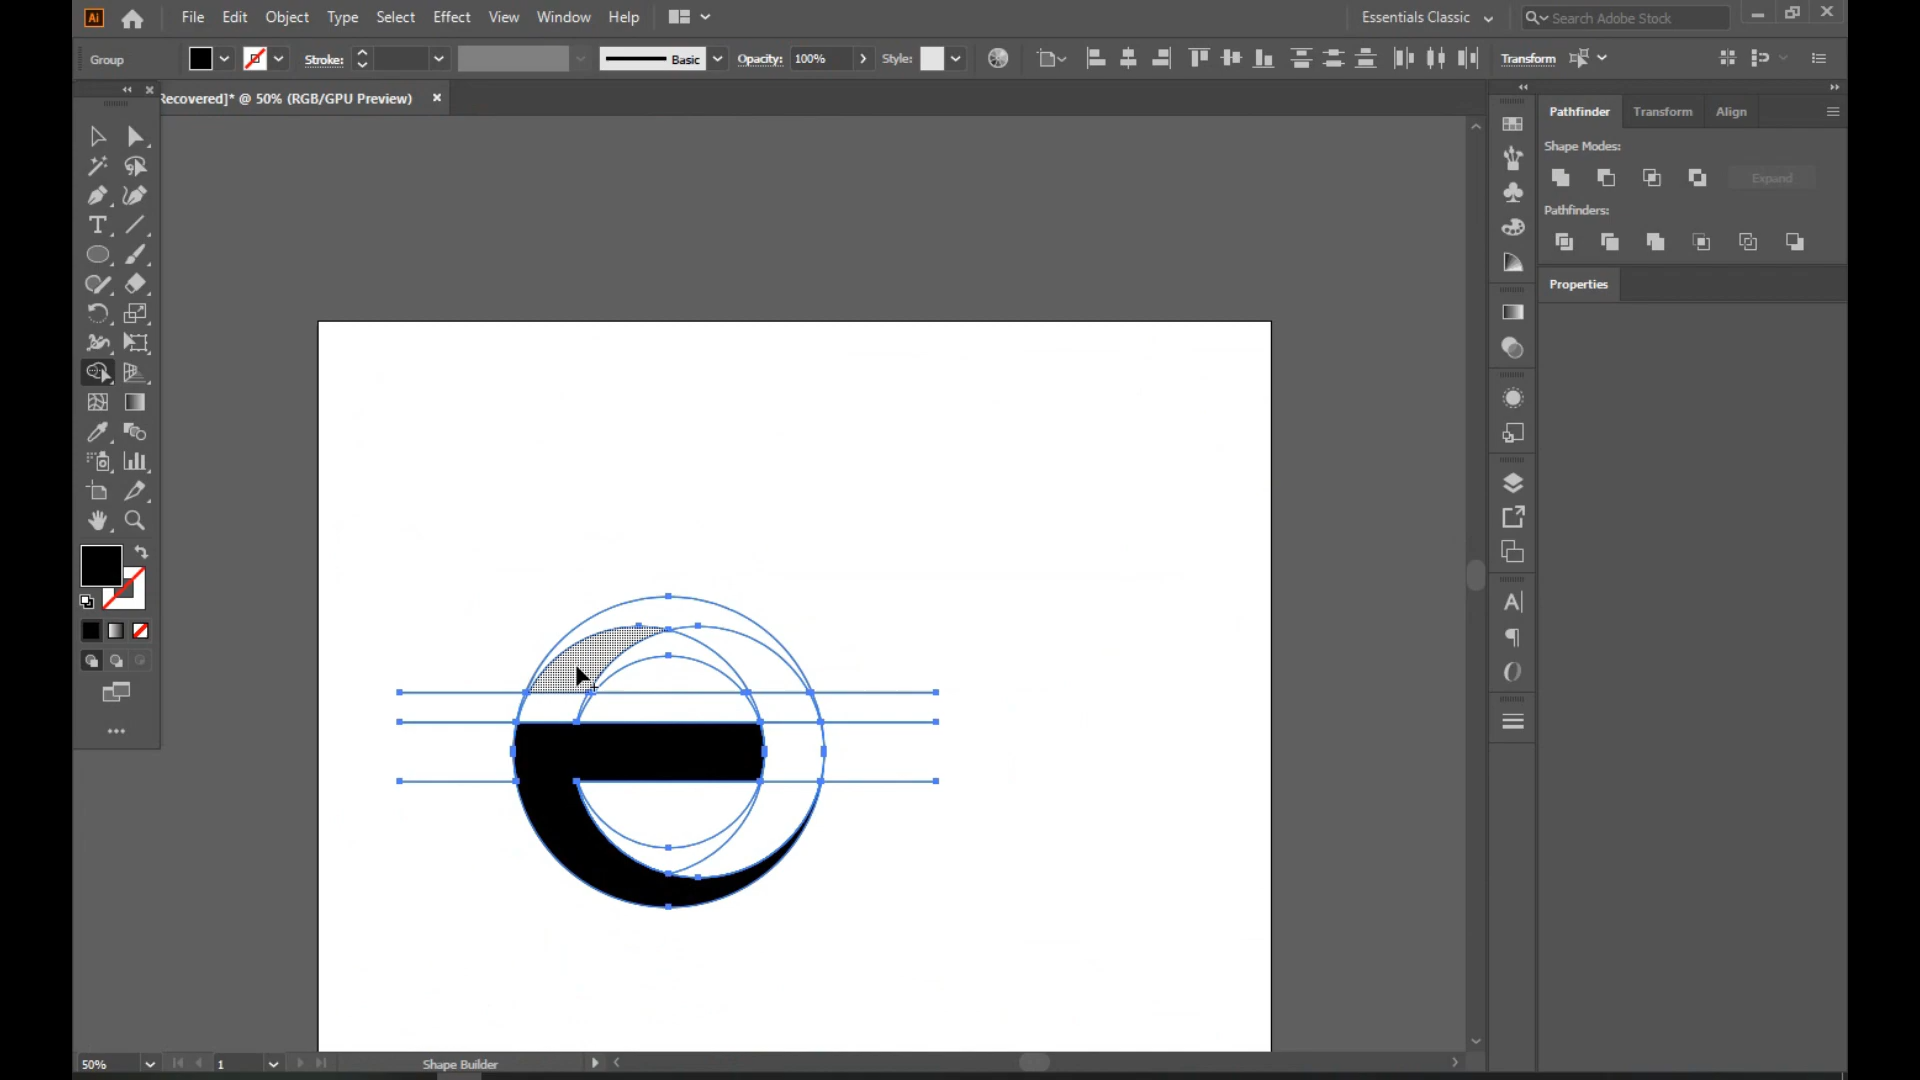 Ai File Edit Object Type Select Effect View Window Help Essentials Classic Search Adobe Stock
Group Stroke: Basic Opacity: 100% Style: Transform
Recovered]* @ 50% (RGB/GPU Preview)
Pathfinder Transform Align
Shape Modes:
Expand
Pathfinders:
Properties
50% 1 Shape Builder